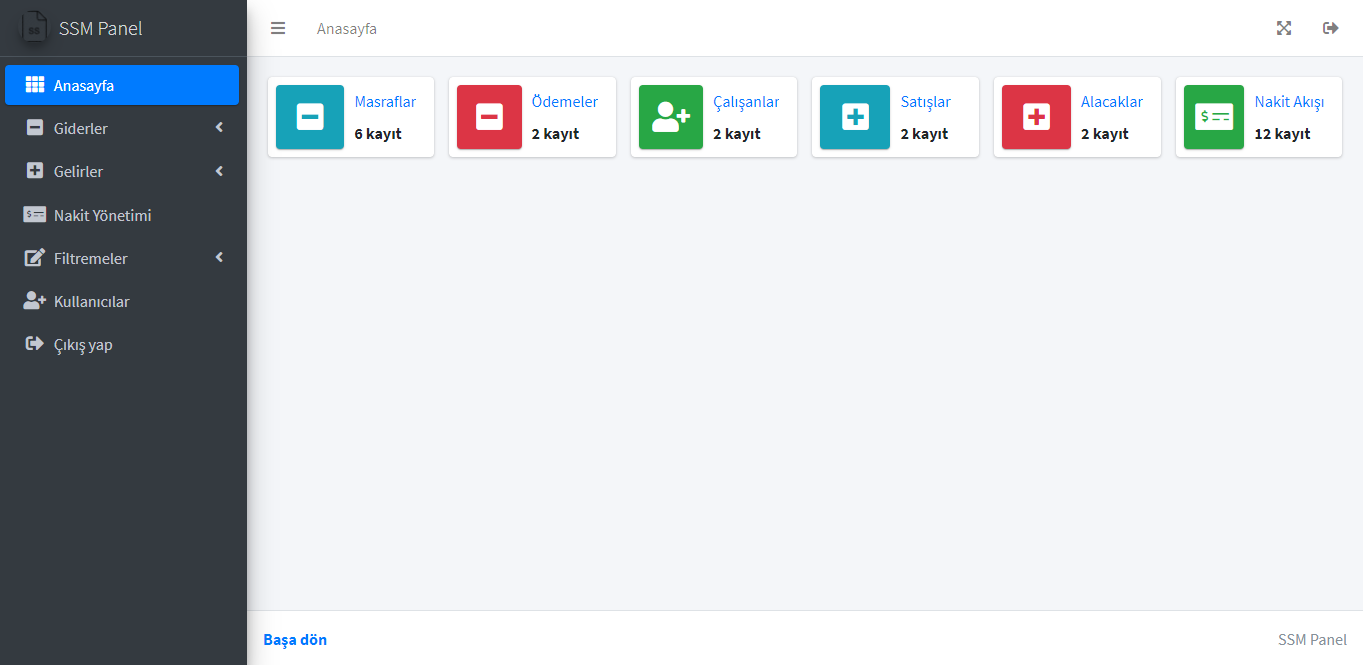 SSM Panel
Anasayfa
Giderler
Gelirler
Nakit Yönetimi
Filtremeler
Kullanıcılar
Çıkış yap
Anasayfa
Masraflar
6 kayıt
Ödemeler
2 kayıt
Çalışanlar
2 kayıt
Satışlar
2 kayıt
Alacaklar
2 kayıt
Nakit Akışı
12 kayıt
Başa dön
SSM Panel